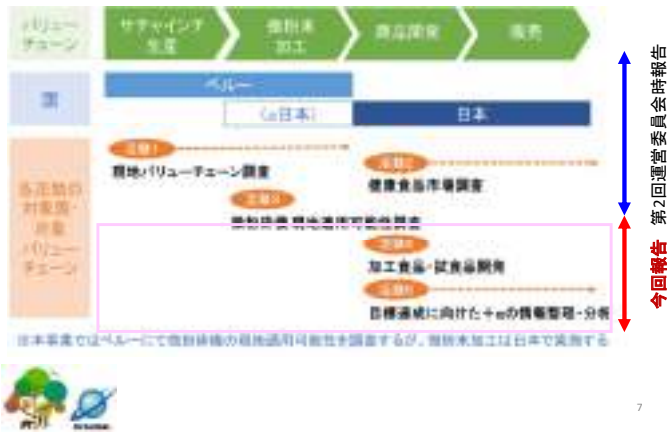 バリュー
チェーン
サチャインチ
生産
微粉末
加工
商品開発
販売
国
ペルー
(α日本)
日本
各活動の
対象国・
対象
バリュー
チェーン
活動1
現地バリューチェーン調査
活動2
健康食品市場調査
活動3
微粉砕機 現地適用可能性調査
活動4
加工食品・試食品開発
活動5
目標達成に向けた+αの情報整理・分析
※本事業ではペルーにて微粉砕機の現地適用可能性を調査するが、微粉末加工は日本で実施する
第2回運営委員会時報告
今回報告
7